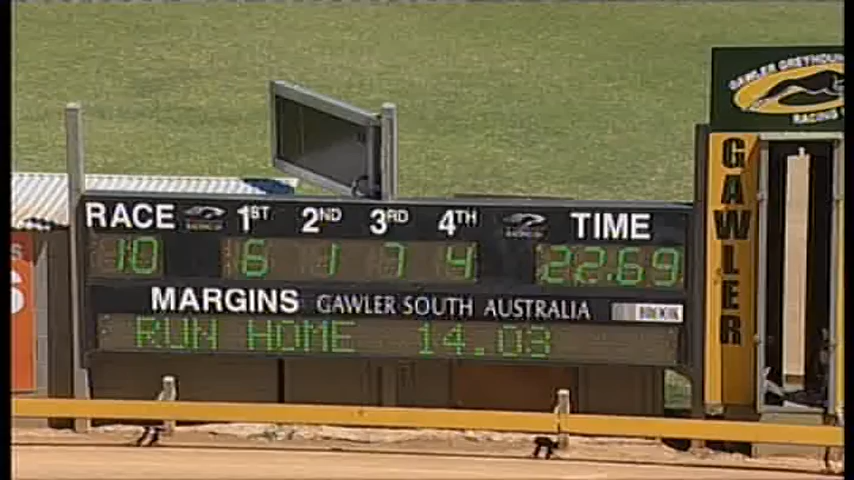 GAWLER GREYHOUND
RACING
GAWLER
RACE 1ST 2ND 3RD 4TH TIME
10 6 1 7 4 22.69
MARGINS GAWLER SOUTH AUSTRALIA
RUN HOME 14.03
S